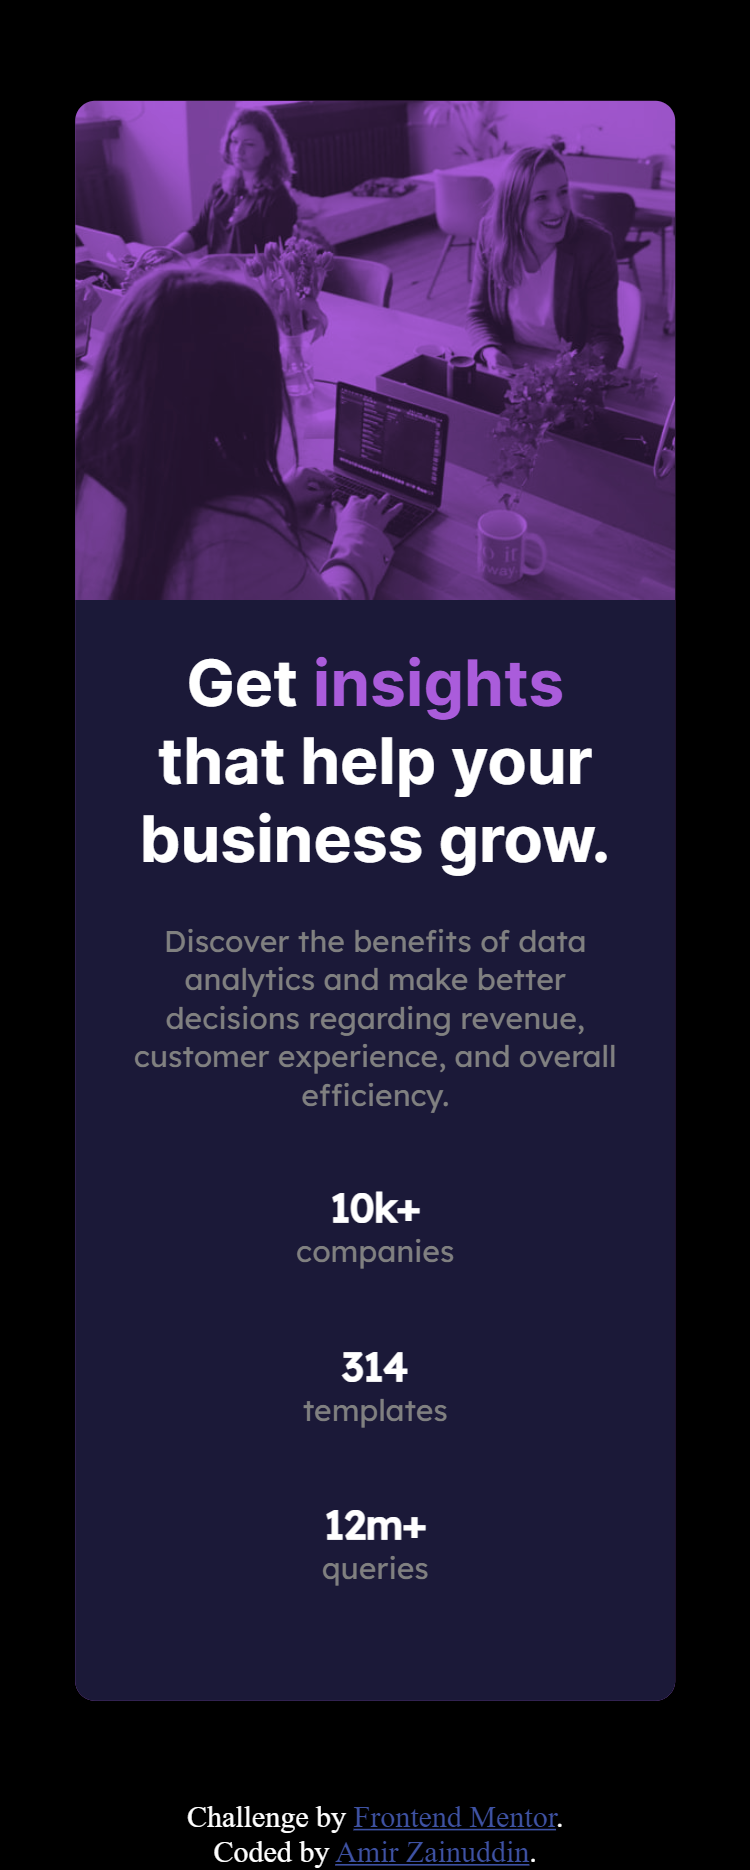 Get insights
that help your
business grow.
Discover the benefits of data
analytics and make better
decisions regarding revenue,
customer experience, and overall
efficiency.
10k+
companies
314
templates
12m+
queries
Challenge by Frontend Mentor.
Coded by Amir Zainuddin.